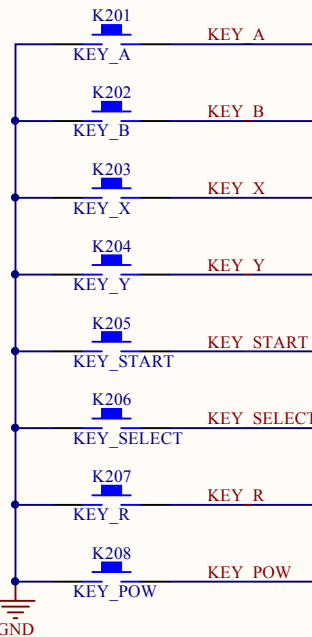 K201
KEY_A KEY_A
K202
KEY_B KEY_B
K203
KEY_X KEY_X
K204
KEY_Y KEY_Y
K205
KEY_START KEY_START
K206
KEY_SELECT KEY_SELECT
K207
KEY_R KEY_R
K208
KEY_POW KEY_POW
GND